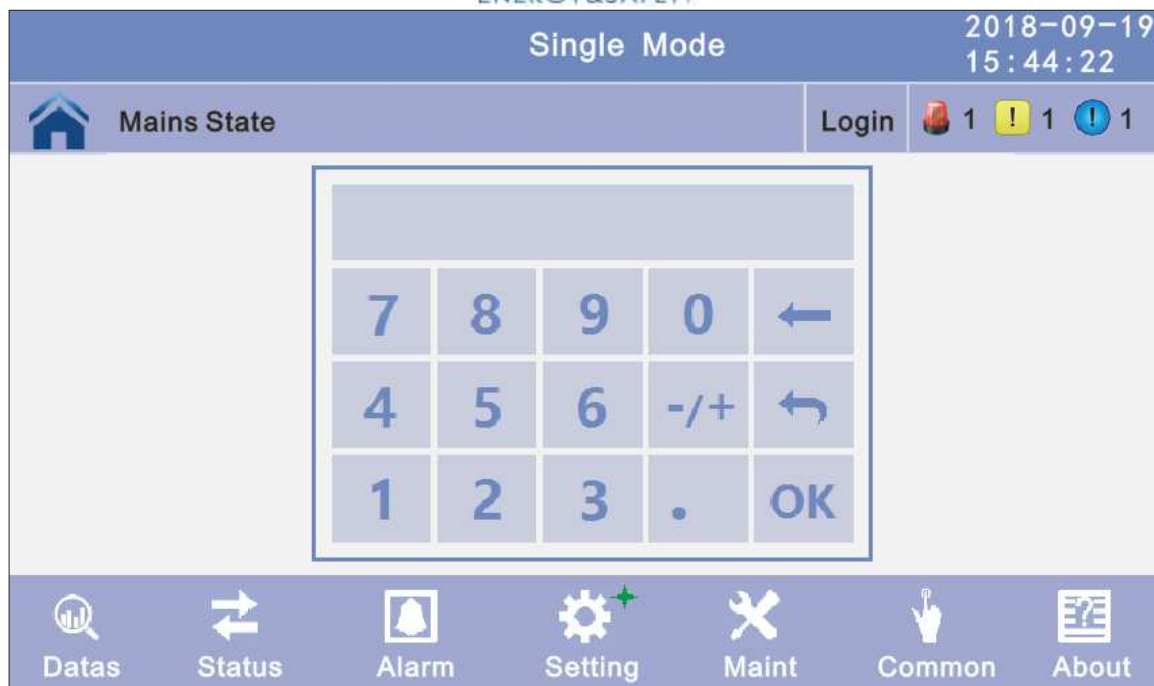 Single Mode
2018-09-19
15:44:22
Mains State
Login
1
! 1
! 1
7 8 9 0
4 5 6 -/+
1 2 3 . OK
Datas Status Alarm Setting Maint Common ? About